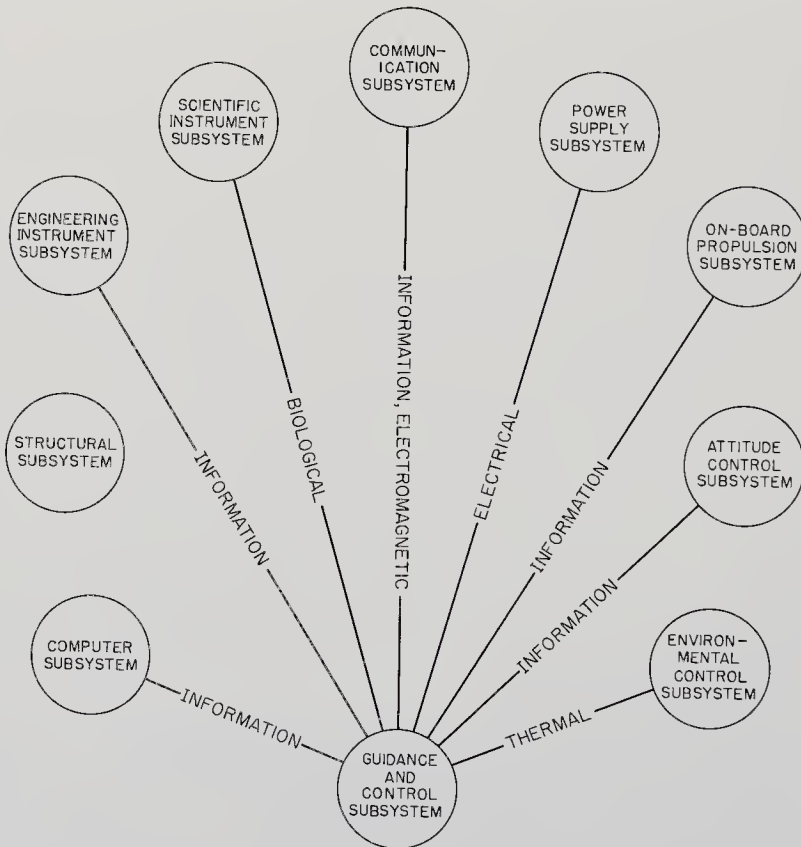 COMMUN-
ICATION
SUBSYSTEM
SCIENTIFIC
INSTRUMENT
SUBSYSTEM
POWER
SUPPLY
SUBSYSTEM
ENGINEERING
INSTRUMENT
SUBSYSTEM
ON-BOARD
PROPULSION
SUBSYSTEM
STRUCTURAL
SUBSYSTEM
ATTITUDE
CONTROL
SUBSYSTEM
COMPUTER
SUBSYSTEM
ENVIRON-
MENTAL
CONTROL
SUBSYSTEM
GUIDANCE
AND
CONTROL
SUBSYSTEM
INFORMATION
INFORMATION
BIOLOGICAL
INFORMATION, ELECTROMAGNETIC
ELECTRICAL
INFORMATION
INFORMATION
THERMAL